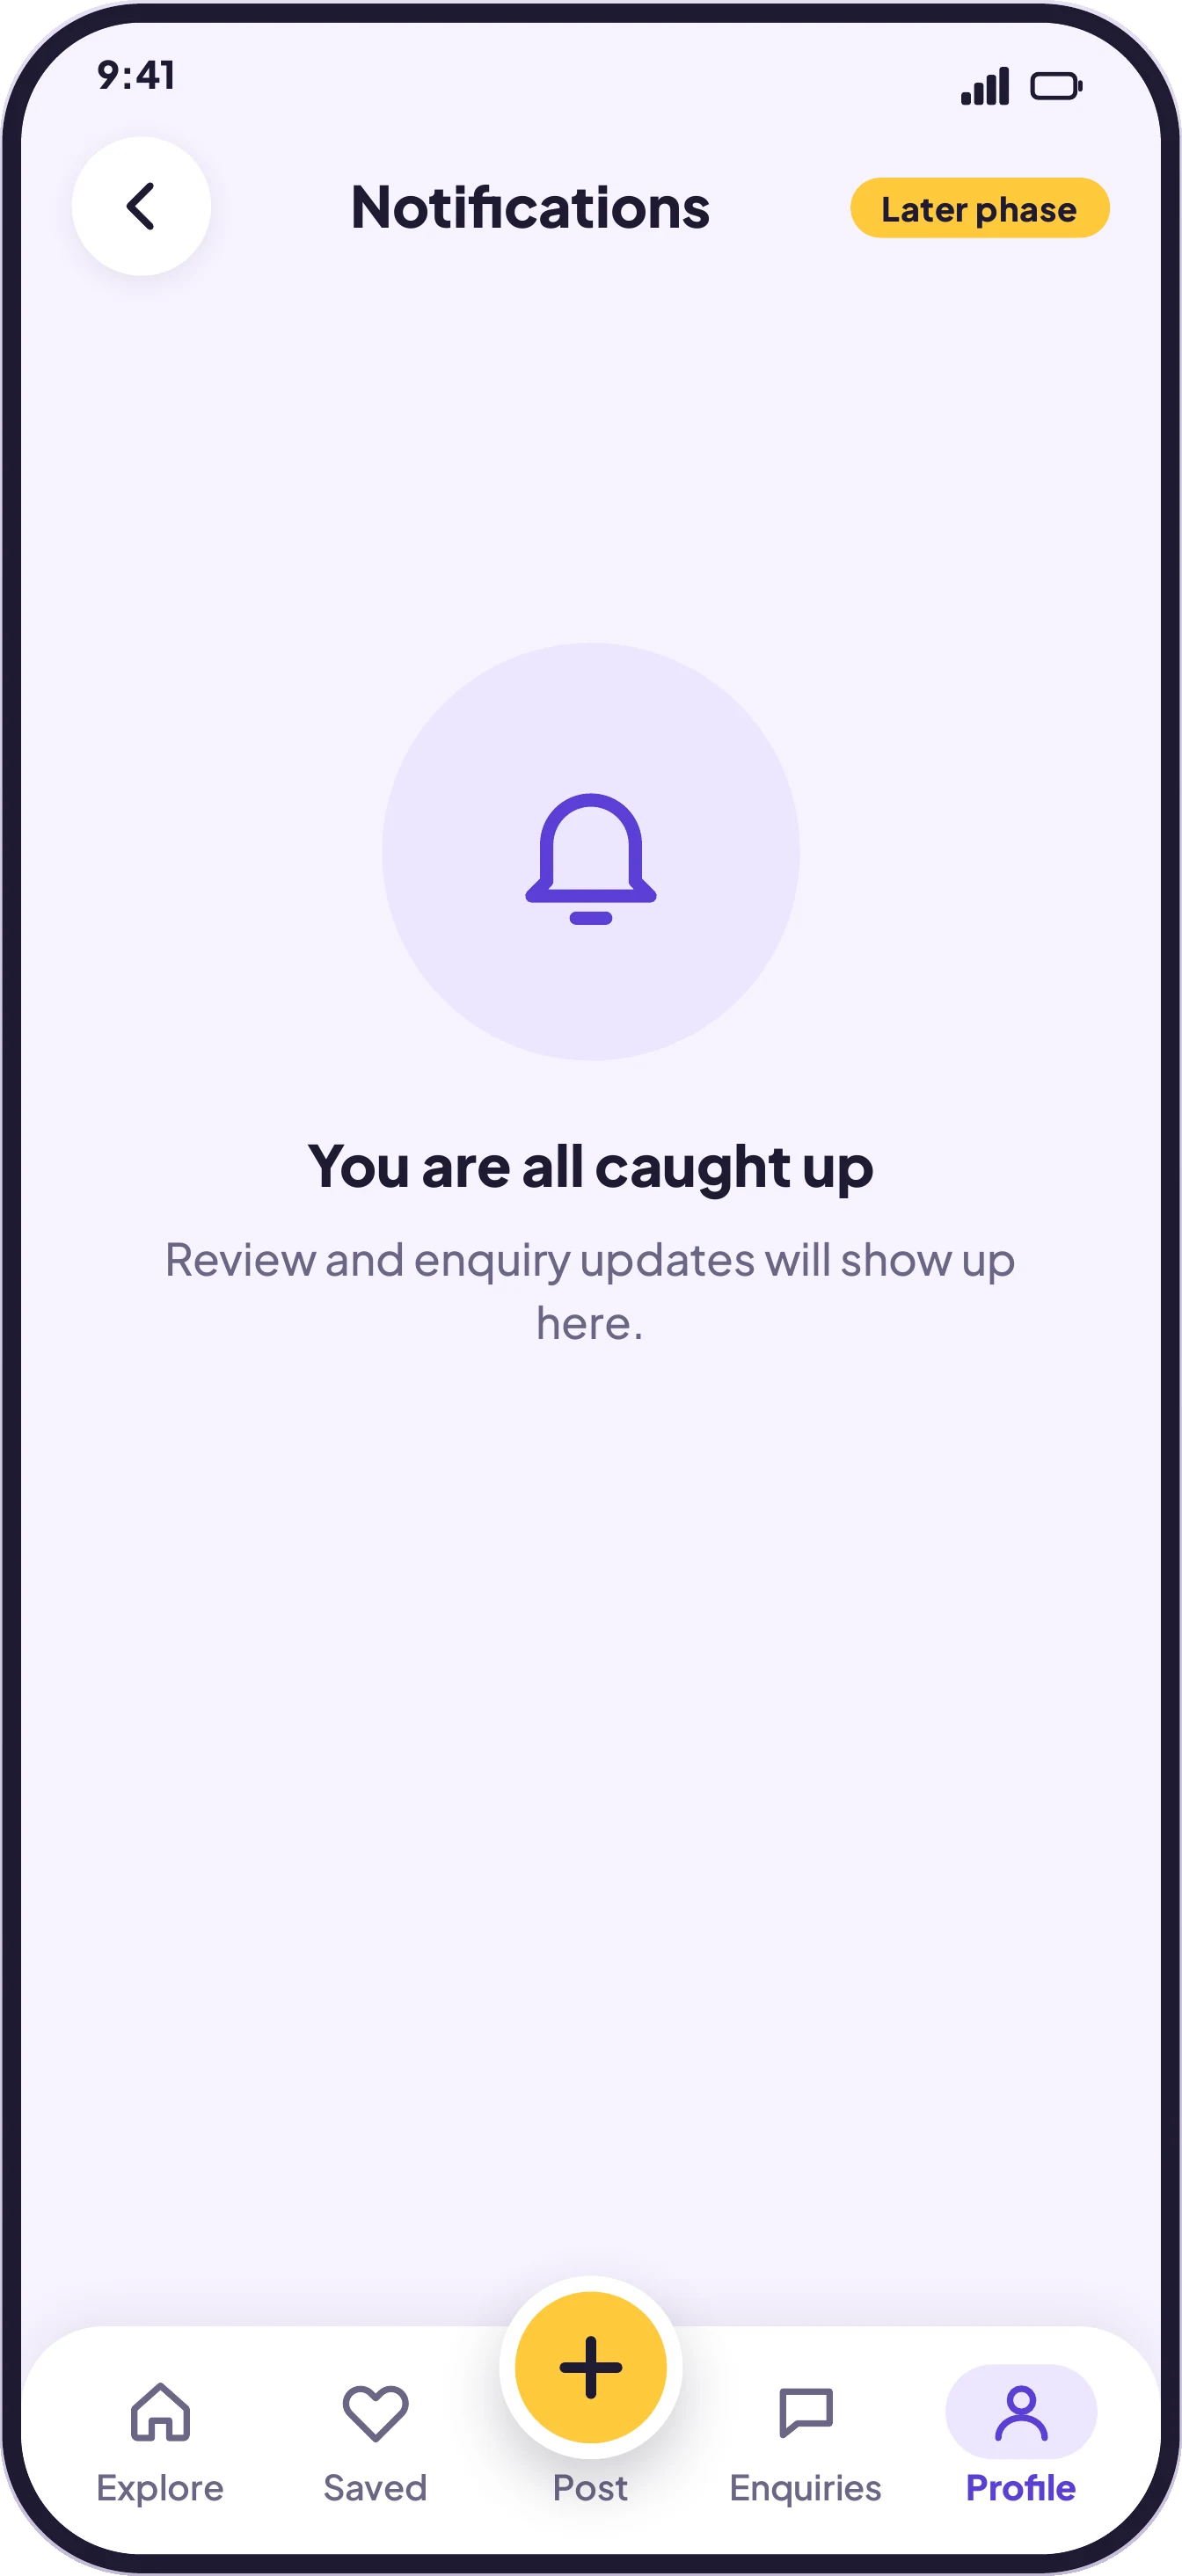 9:41
Notifications
Later phase
You are all caught up
Review and enquiry updates will show up
here.
Explore
Saved
Post
Enquiries
Profile